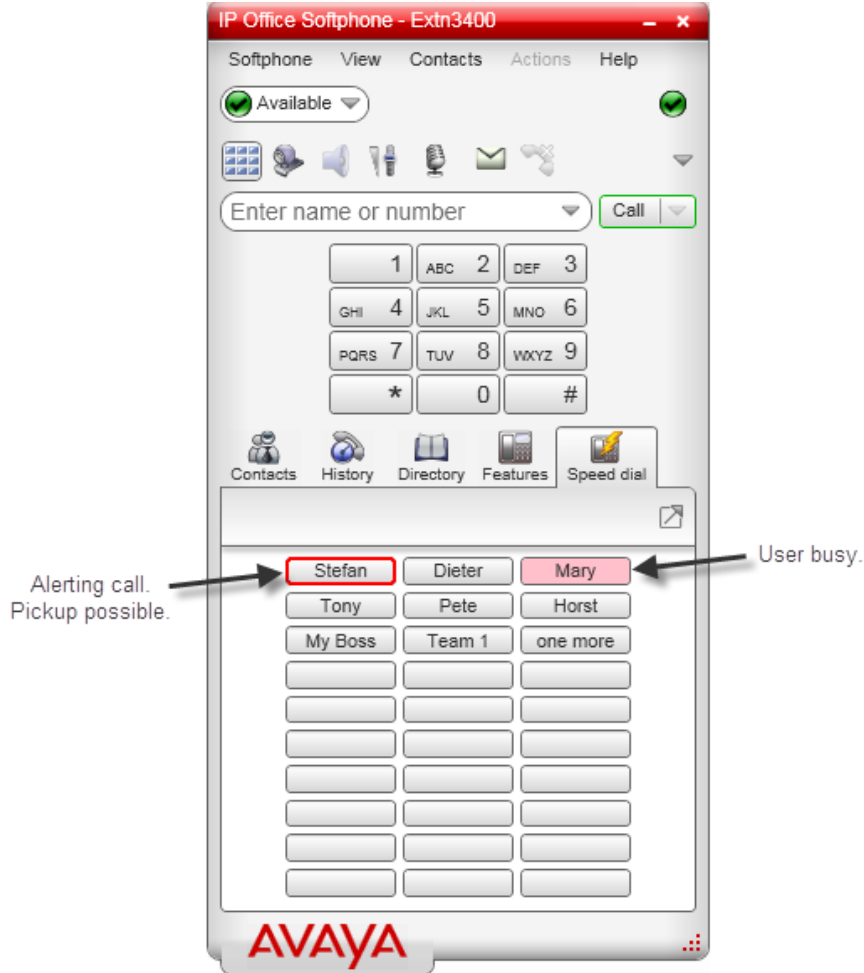 IP Office Softphone - Extn3400
Softphone View Contacts Actions Help
Available
Enter name or number Call
1 ABC 2 DEF 3
GHI 4 JKL 5 MNO 6
PQRS 7 TUV 8 WXYZ 9
* 0 #
Contacts History Directory Features Speed dial
User busy.
Stefan Dieter Mary
Alerting call.
Pickup possible.
Tony Pete Horst
My Boss Team 1 one more
AVAYA